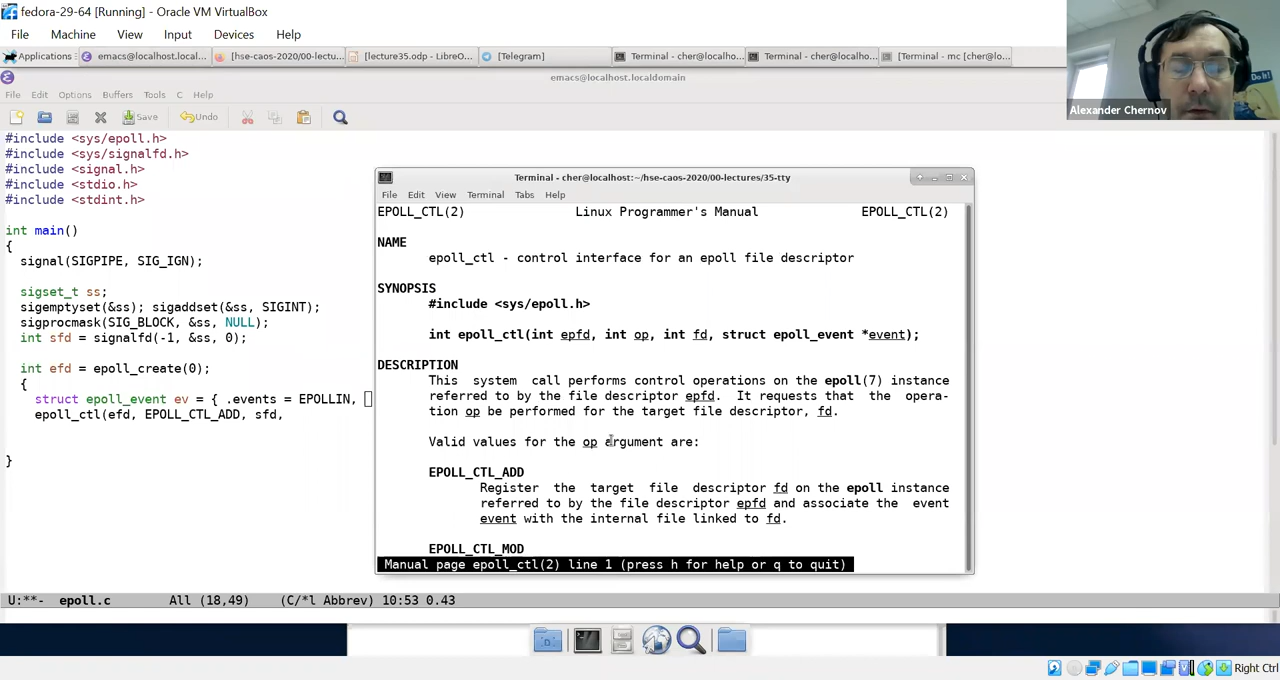 fedora-29-64 [Running] - Oracle VM VirtualBox
File Machine View Input Devices Help
Applications emacs@localhost.local... [hse-caos-2020/00-lectu... [lecture35.odp - LibreO... [Telegram] Terminal - cher@localho... Terminal - cher@localho... [Terminal - mc [cher@lo...
emacs@localhost.localdomain
File Edit Options Buffers Tools C Help
Save Undo
#include <sys/epoll.h>
#include <sys/signalfd.h>
#include <signal.h>
#include <stdio.h>
#include <stdint.h>
int main()
{
signal(SIGPIPE, SIG_IGN);
sigset_t ss;
sigemptyset(&ss); sigaddset(&ss, SIGINT);
sigprocmask(SIG_BLOCK, &ss, NULL);
int sfd = signalfd(-1, &ss, 0);
int efd = epoll_create(0);
{
struct epoll_event ev = { .events = EPOLLIN,
epoll_ctl(efd, EPOLL_CTL_ADD, sfd,
}
U:**- epoll.c All (18,49) (C/*l Abbrev) 10:53 0.43
Terminal - cher@localhost:~/hse-caos-2020/00-lectures/35-tty
File Edit View Terminal Tabs Help
EPOLL_CTL(2) Linux Programmer's Manual EPOLL_CTL(2)
NAME
epoll_ctl - control interface for an epoll file descriptor
SYNOPSIS
#include <sys/epoll.h>
int epoll_ctl(int epfd, int op, int fd, struct epoll_event *event);
DESCRIPTION
This system call performs control operations on the epoll(7) instance
referred to by the file descriptor epfd. It requests that the opera-
tion op be performed for the target file descriptor, fd.
Valid values for the op argument are:
EPOLL_CTL_ADD
Register the target file descriptor fd on the epoll instance
referred to by the file descriptor epfd and associate the event
event with the internal file linked to fd.
EPOLL_CTL_MOD
Manual page epoll_ctl(2) line 1 (press h for help or q to quit)
Alexander Chernov
Do it!
Right Ctrl